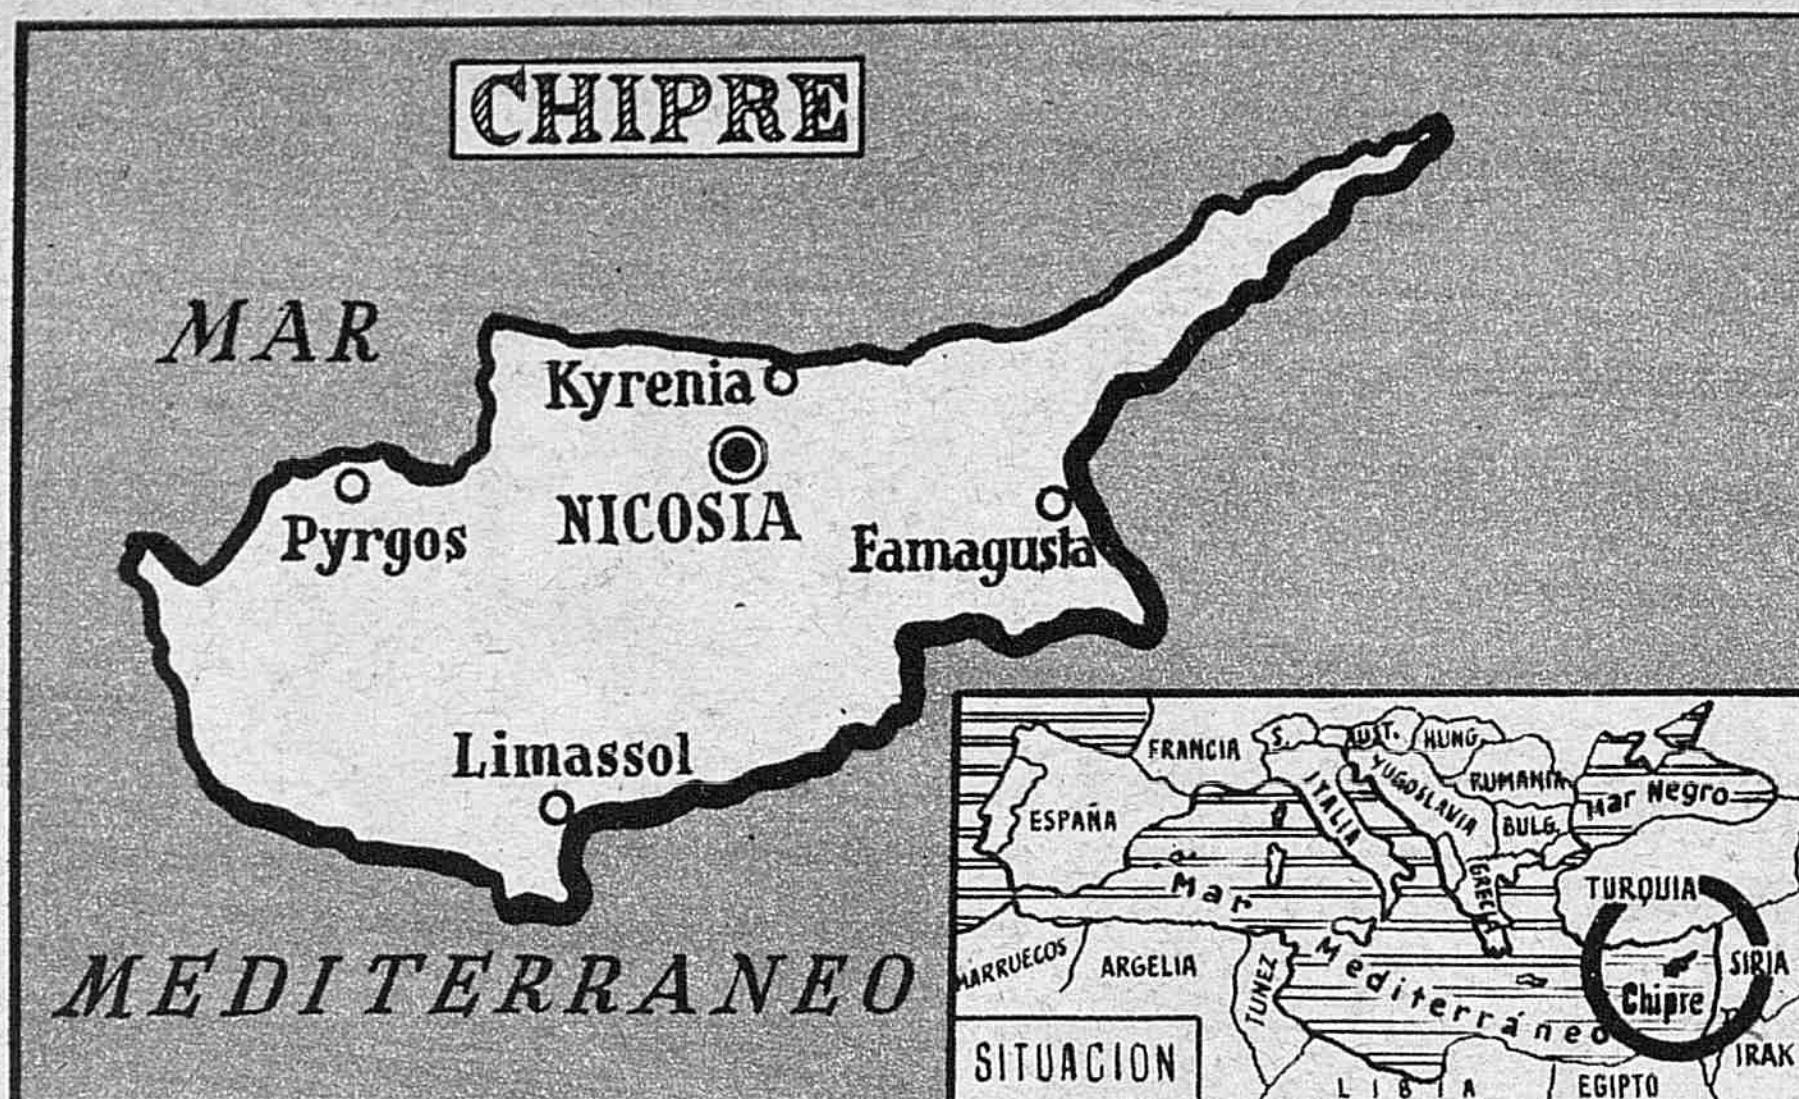 CHIPRE
MAR
Kyrenia
NICOSIA
Pyrgos
Famagusta
Limassol
MEDITERRANEO
FRANCIA
S.
HUNG.
YUGOSLAVIA
RUMANIA
Mar Negro
ESPAÑA
ITALIA
BULG.
GRECIA
TURQUIA
Mar
Mediterráneo
MARRUECOS
ARGELIA
TUNEZ
SIRIA
Chipre
IRAK
SITUACION
LIBIA
EGIPTO